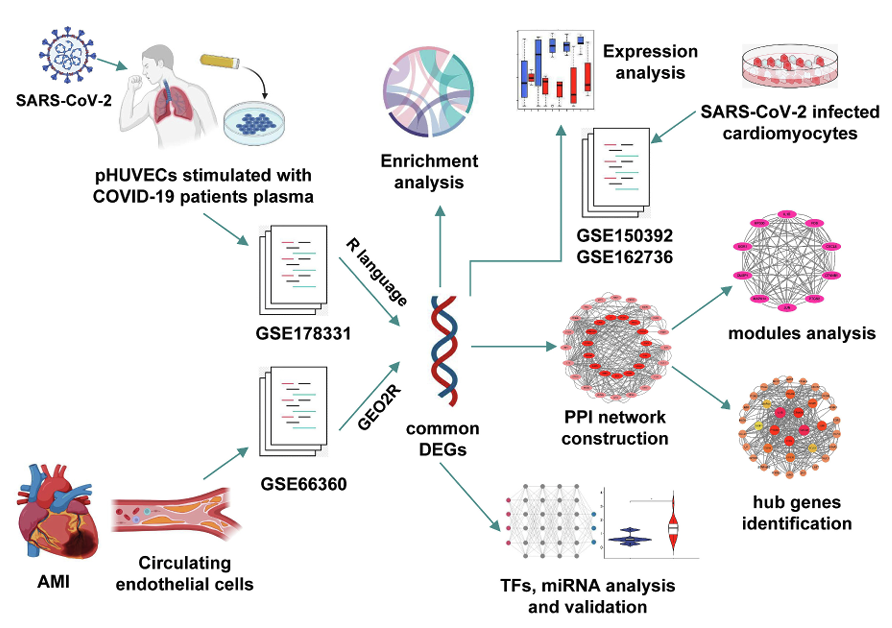 SARS-CoV-2
pHUVECs stimulated with
COVID-19 patients plasma
Enrichment
analysis
Expression
analysis
SARS-CoV-2 infected
cardiomyocytes
GSE150392
GSE162736
GSE178331
R language
GEO2R
GSE66360
common
DEGs
PPI network
construction
modules analysis
hub genes
identification
AMI
Circulating
endothelial cells
TFs, miRNA analysis
and validation